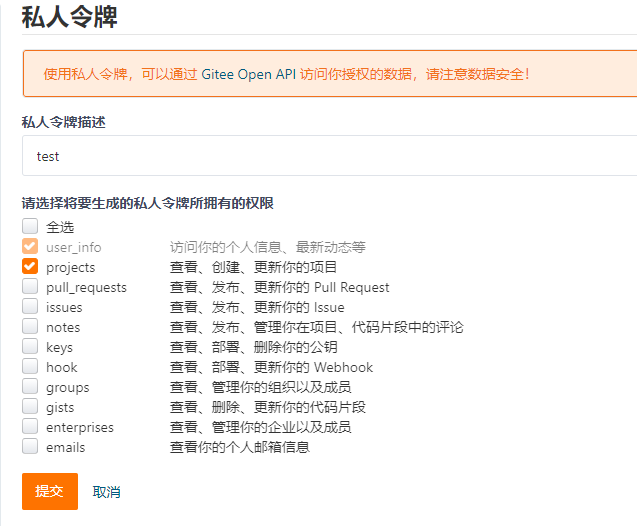 私人令牌
使用私人令牌，可以通过 Gitee Open API 访问你授权的数据，请注意数据安全！
私人令牌描述
test
请选择将要生成的私人令牌所拥有的权限
全选
user_info 访问你的个人信息、最新动态等
projects 查看、创建、更新你的项目
pull_requests 查看、发布、更新你的 Pull Request
issues 查看、发布、更新你的 Issue
notes 查看、发布、管理你在项目、代码片段中的评论
keys 查看、部署、删除你的公钥
hook 查看、部署、更新你的 Webhook
groups 查看、管理你的组织以及成员
gists 查看、删除、更新你的代码片段
enterprises 查看、管理你的企业以及成员
emails 查看你的个人邮箱信息
提交 取消